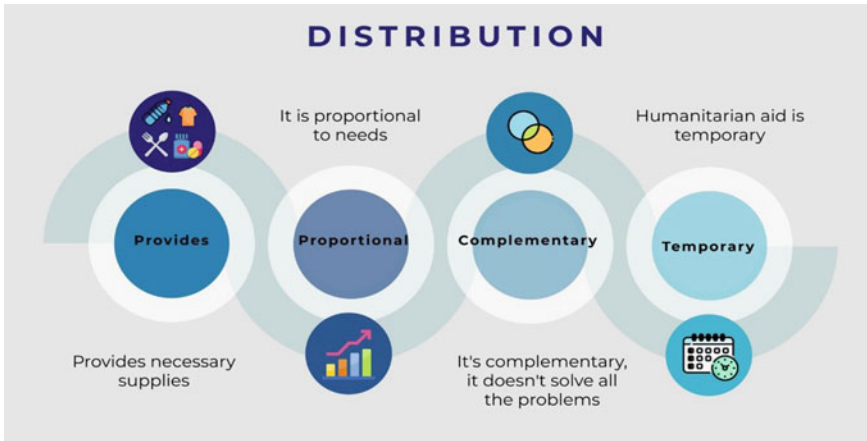 DISTRIBUTION
It is proportional
to needs
Humanitarian aid is
temporary
Provides
Proportional
Complementary
Temporary
Provides necessary
supplies
It's complementary,
it doesn't solve all
the problems